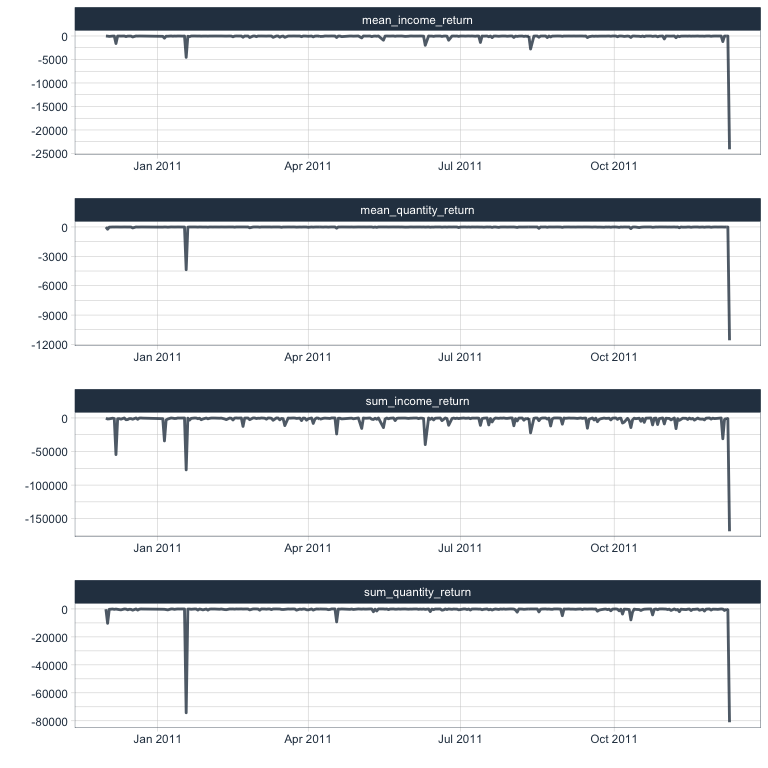 mean_income_return
0
-5000
-10000
-15000
-20000
-25000
Jan 2011 Apr 2011 Jul 2011 Oct 2011
mean_quantity_return
0
-3000
-6000
-9000
-12000
Jan 2011 Apr 2011 Jul 2011 Oct 2011
sum_income_return
0
-50000
-100000
-150000
Jan 2011 Apr 2011 Jul 2011 Oct 2011
sum_quantity_return
0
-20000
-40000
-60000
-80000
Jan 2011 Apr 2011 Jul 2011 Oct 2011